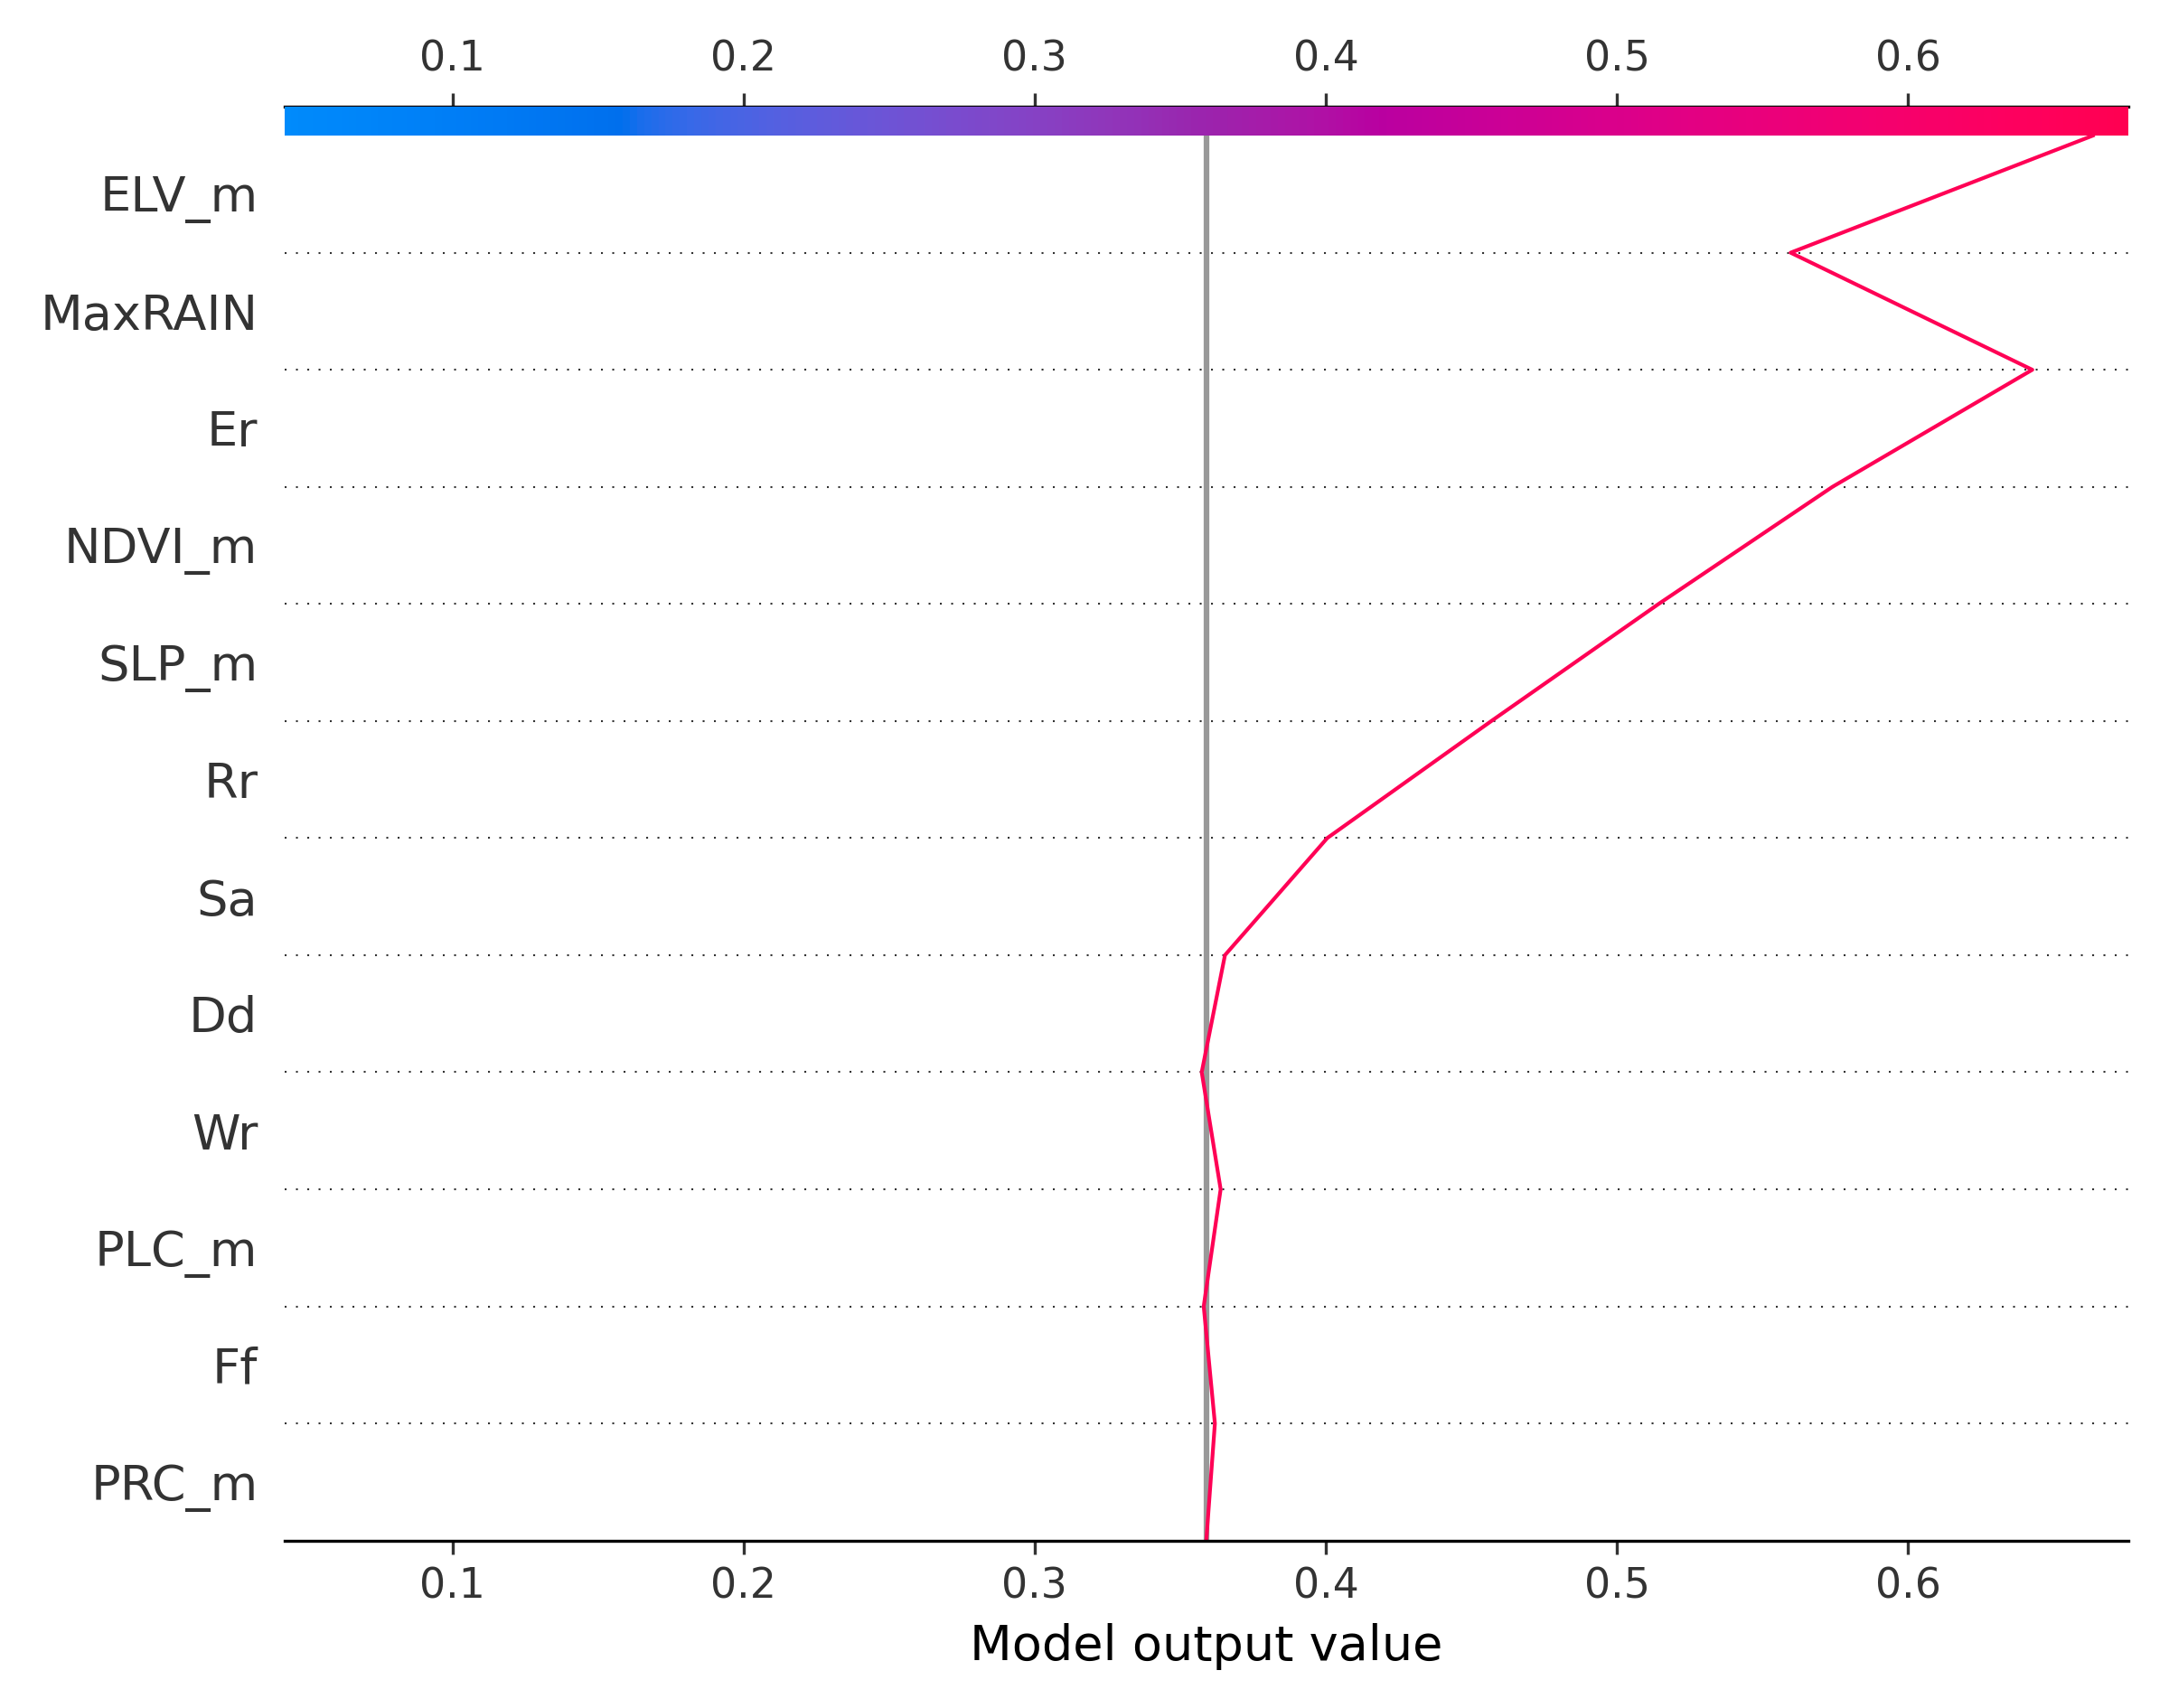 0.1 0.2 0.3 0.4 0.5 0.6
ELV_m
MaxRAIN
Er
NDVI_m
SLP_m
Rr
Sa
Dd
Wr
PLC_m
Ff
PRC_m
0.1 0.2 0.3 0.4 0.5 0.6
Model output value